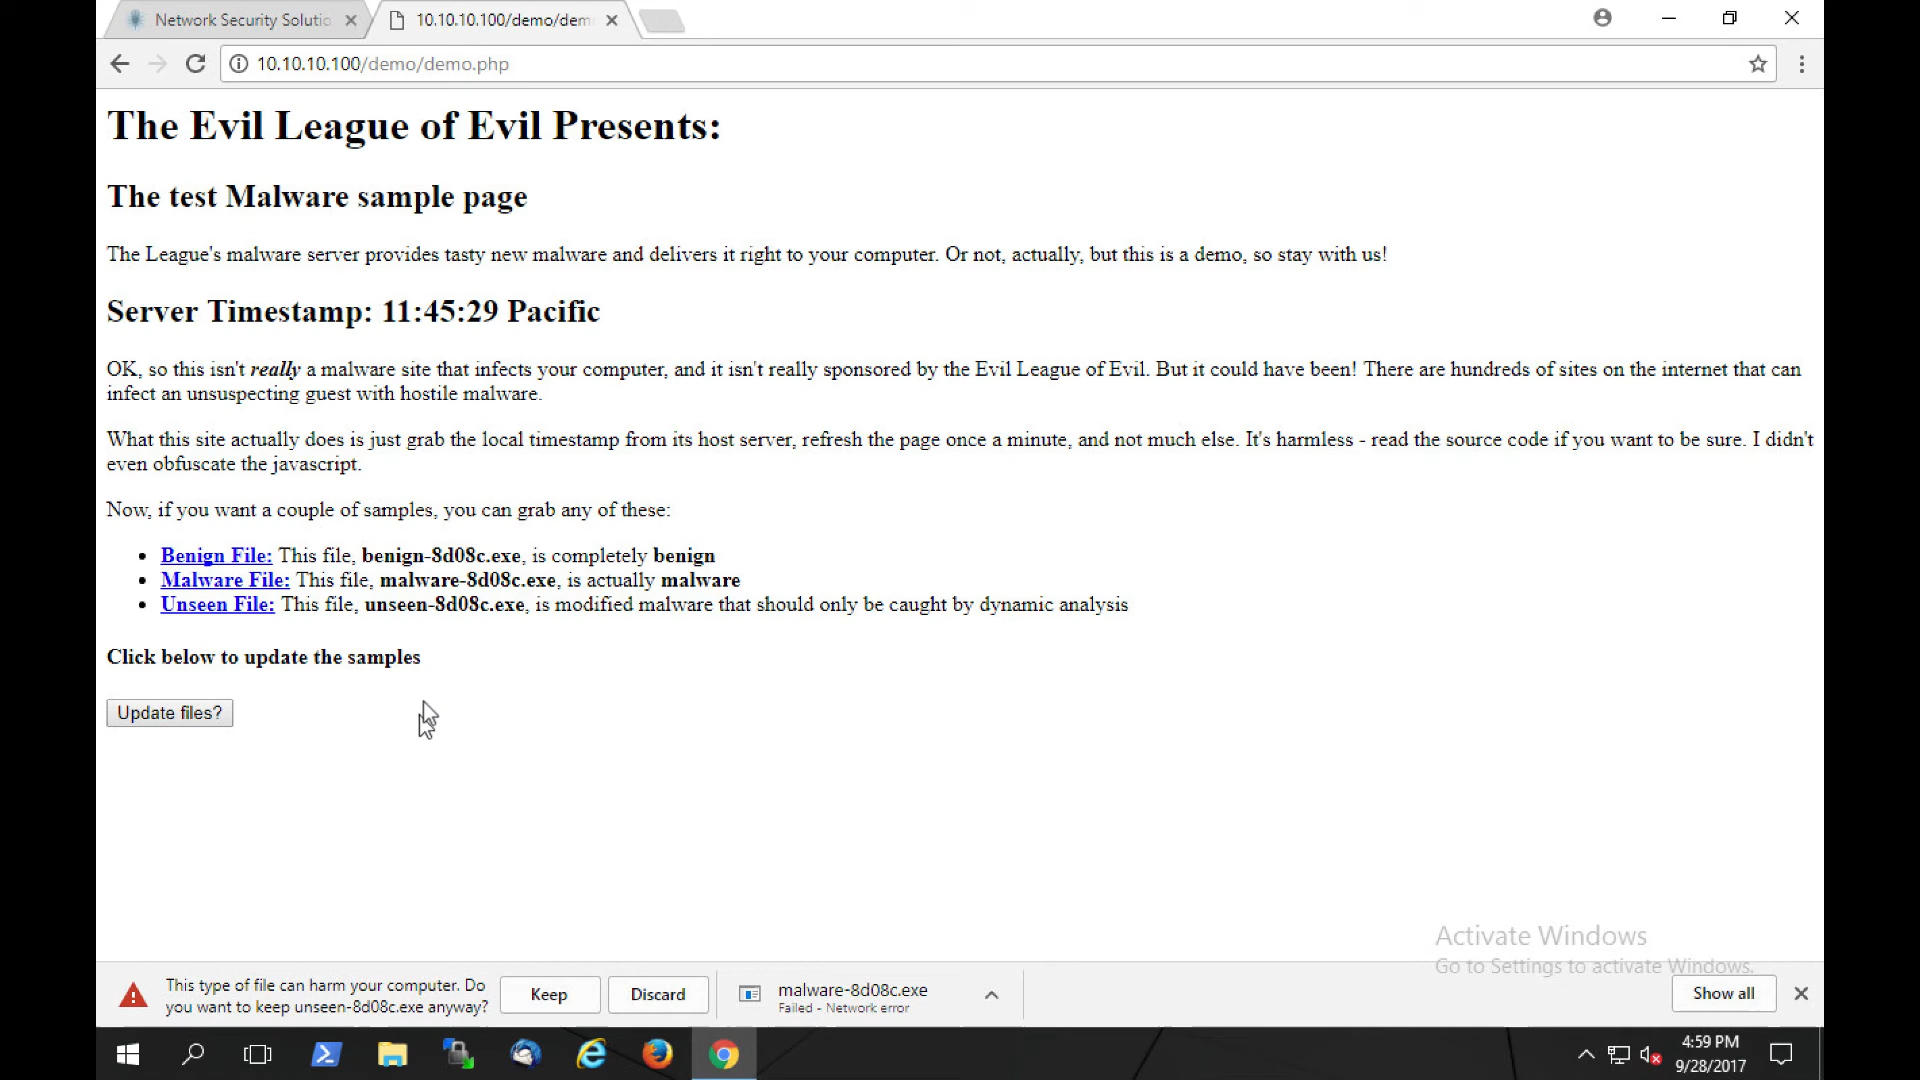 Network Security Solutio
10.10.10.100/demo/dem
10.10.10.100/demo/demo.php
The Evil League of Evil Presents:
The test Malware sample page
The League's malware server provides tasty new malware and delivers it right to your computer. Or not, actually, but this is a demo, so stay with us!
Server Timestamp: 11:45:29 Pacific
OK, so this isn't really a malware site that infects your computer, and it isn't really sponsored by the Evil League of Evil. But it could have been! There are hundreds of sites on the internet that can
infect an unsuspecting guest with hostile malware.
What this site actually does is just grab the local timestamp from its host server, refresh the page once a minute, and not much else. It's harmless - read the source code if you want to be sure. I didn't
even obfuscate the javascript.
Now, if you want a couple of samples, you can grab any of these:
• Benign File: This file, benign-8d08c.exe, is completely benign
• Malware File: This file, malware-8d08c.exe, is actually malware
• Unseen File: This file, unseen-8d08c.exe, is modified malware that should only be caught by dynamic analysis
Click below to update the samples
Update files?
Activate Windows
Go to Settings to activate Windows.
This type of file can harm your computer. Do
you want to keep unseen-8d08c.exe anyway?
Keep
Discard
malware-8d08c.exe
Failed - Network error
Show all
4:59 PM
9/28/2017